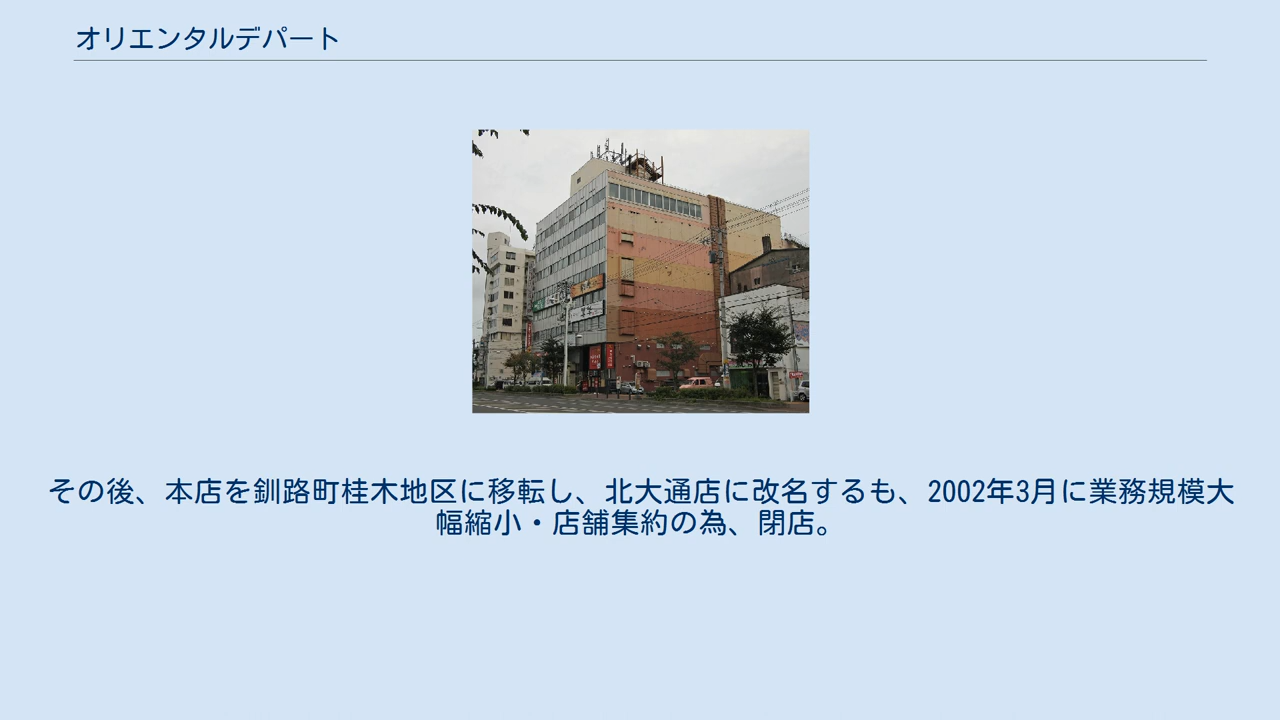 オリエンタルデパート
その後、本店を釧路町桂木地区に移転し、北大通店に改名するも、2002年3月に業務規模大
幅縮小・店舗集約の為、閉店。